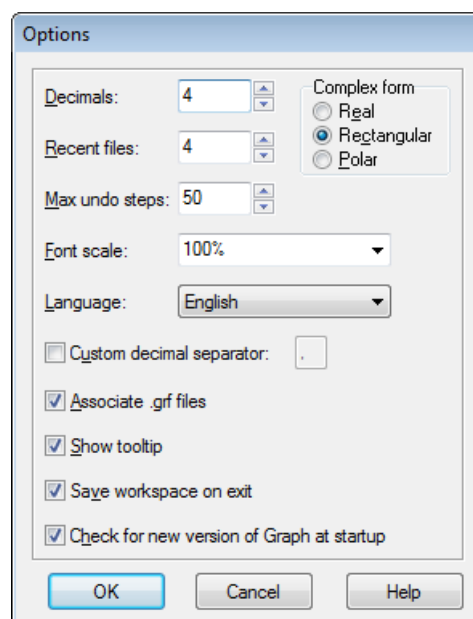 Options
Decimals:
4
Complex form
Real
Rectangular
Polar
Recent files:
4
Max undo steps:
50
Font scale:
100%
Language:
English
Custom decimal separator:
.
Associate .grf files
Show tooltip
Save workspace on exit
Check for new version of Graph at startup
OK
Cancel
Help